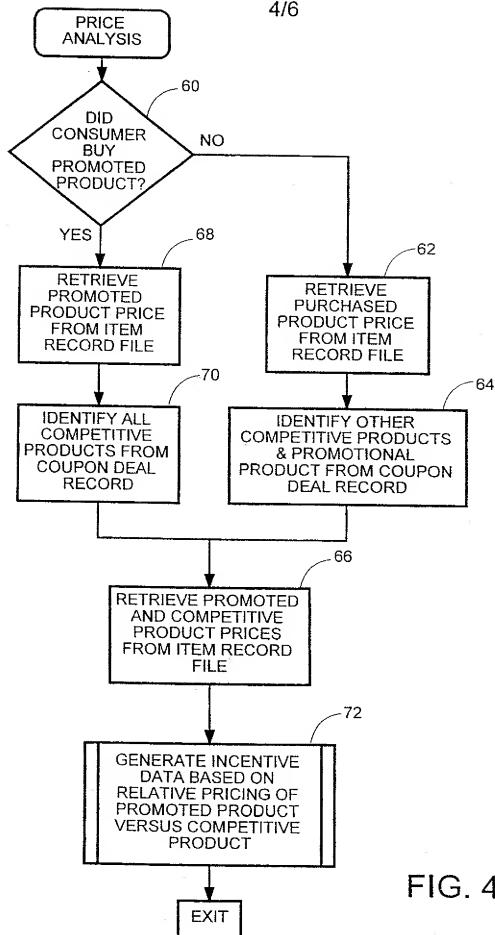 4/6
PRICE
ANALYSIS
60
DID
CONSUMER
BUY
PROMOTED
PRODUCT?
NO
YES
68
RETRIEVE
PROMOTED
PRODUCT PRICE
FROM ITEM
RECORD FILE
62
RETRIEVE
PURCHASED
PRODUCT PRICE
FROM ITEM
RECORD FILE
70
IDENTIFY ALL
COMPETITIVE
PRODUCTS FROM
COUPON DEAL
RECORD
64
IDENTIFY OTHER
COMPETITIVE PRODUCTS
& PROMOTIONAL
PRODUCT FROM COUPON
DEAL RECORD
66
RETRIEVE PROMOTED
AND COMPETITIVE
PRODUCT PRICES
FROM ITEM RECORD
FILE
72
GENERATE INCENTIVE
DATA BASED ON
RELATIVE PRICING OF
PROMOTED PRODUCT
VERSUS COMPETITIVE
PRODUCT
EXIT
FIG. 4